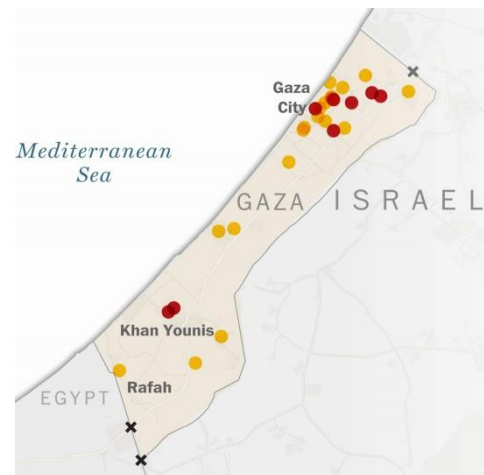 Gaza
City
Mediterranean
Sea
GAZA
ISRAEL
Khan Younis
Rafah
EGYPT